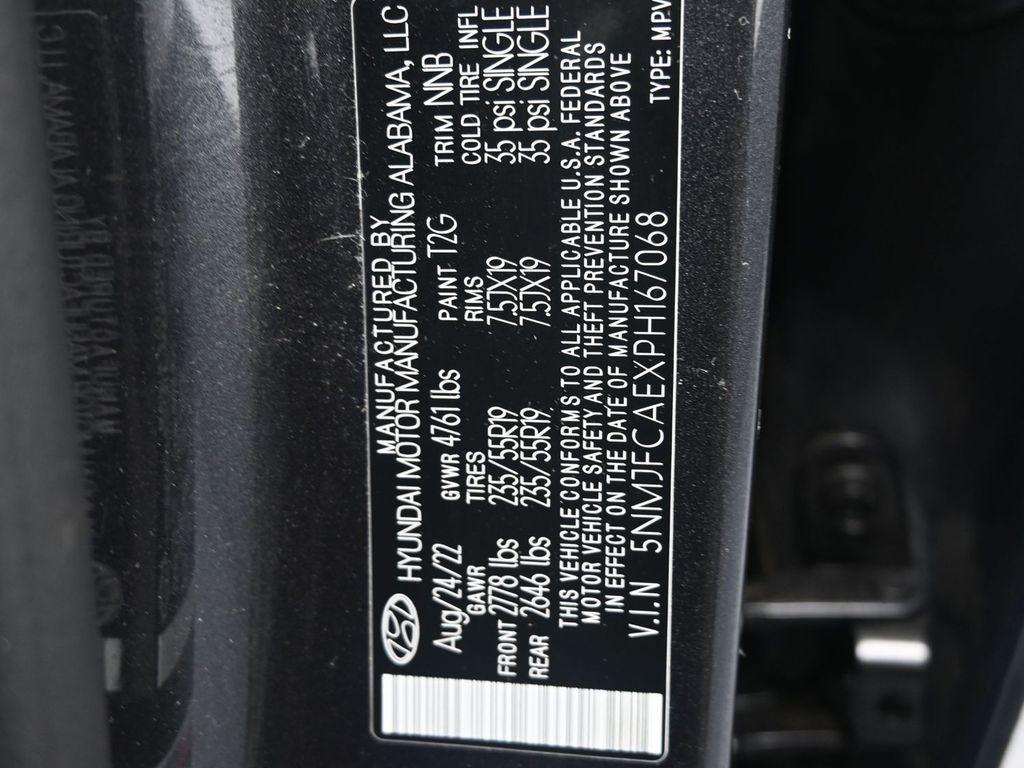 MANUFACTURED BY
HYUNDAI MOTOR MANUFACTURING ALABAMA, LLC
Aug/24/22 GVWR 4761 lbs PAINT T2G TRIM NNB
GAWR TIRES RIMS COLD TIRE INFL
FRONT 2778 lbs 235/55R19 7.5JX19 35 psi SINGLE
REAR 2646 lbs 235/55R19 7.5JX19 35 psi SINGLE
THIS VEHICLE CONFORMS TO ALL APPLICABLE U.S.A. FEDERAL
MOTOR VEHICLE SAFETY AND THEFT PREVENTION STANDARDS
IN EFFECT ON THE DATE OF MANUFACTURE SHOWN ABOVE
V.I.N 5NMJFCAEXPH167068 TYPE: MPV